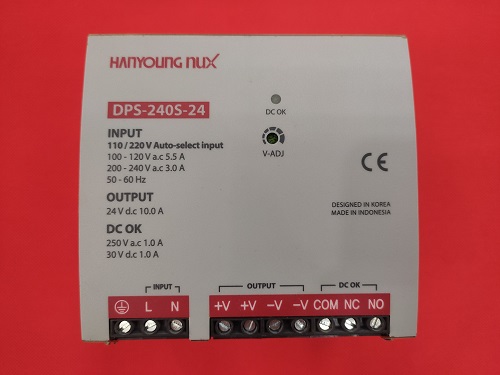 HANYOUNG NUX
DPS-240S-24
DC OK
V-ADJ
INPUT
110 / 220 V Auto-select input
100 - 120 V a.c 5.5 A
200 - 240 V a.c 3.0 A
50 - 60 Hz
CE
OUTPUT
24 V d.c 10.0 A
DESIGNED IN KOREA
MADE IN INDONESIA
DC OK
250 V a.c 1.0 A
30 V d.c 1.0 A
INPUT OUTPUT DC OK
L N +V +V −V −V COM NC NO